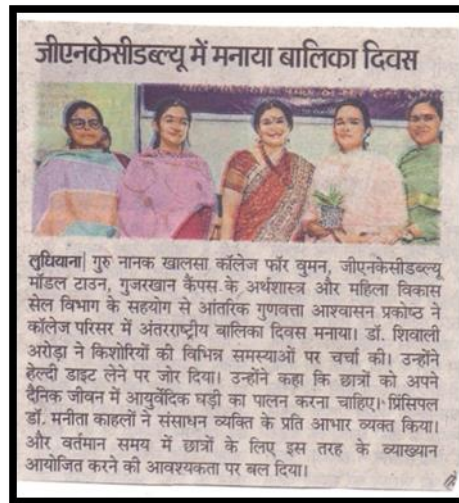 जीएनकेसीडब्ल्यू में मनाया बालिका दिवस
लुधियाना| गुरु नानक खालसा कॉलेज फॉर वुमन, जीएनकेसीडब्ल्यू
मॉडल टाउन, गुजरखान कैंपस के अर्थशास्त्र और महिला विकास
सेल विभाग के सहयोग से आंतरिक गुणवत्ता आश्वासन प्रकोष्ठ ने
कॉलेज परिसर में अंतरराष्ट्रीय बालिका दिवस मनाया। डॉ. शिवाली
अरोड़ा ने किशोरियों की विभिन्न समस्याओं पर चर्चा की। उन्होंने
हेल्दी डाइट लेने पर जोर दिया। उन्होंने कहा कि छात्रों को अपने
दैनिक जीवन में आयुर्वेदिक घड़ी का पालन करना चाहिए। प्रिंसिपल
डॉ. मनीता काहलों ने संसाधन व्यक्ति के प्रति आभार व्यक्त किया।
और वर्तमान समय में छात्रों के लिए इस तरह के व्याख्यान
आयोजित करने की आवश्यकता पर बल दिया।